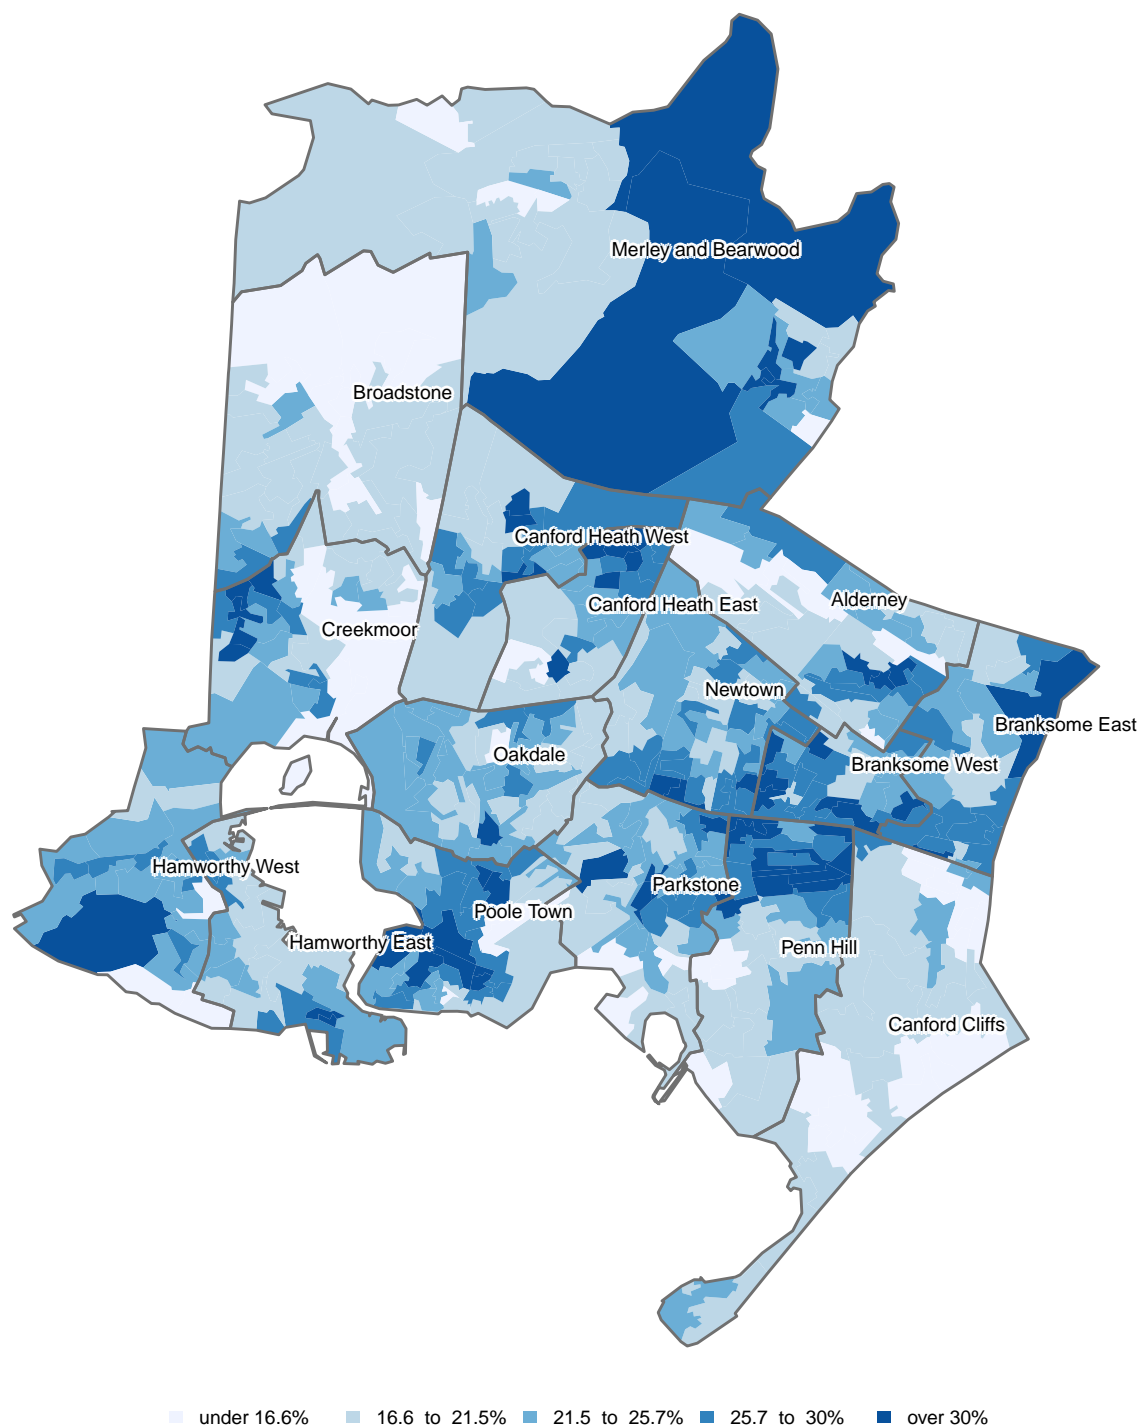 Merley and Bearwood
Broadstone
Canford Heath West
Canford Heath East
Alderney
Creekmoor
Newtown
Branksome East
Oakdale
Branksome West
Hamworthy West
Parkstone
Poole Town
Hamworthy East
Penn Hill
Canford Cliffs
under 16.6% 16.6 to 21.5% 21.5 to 25.7% 25.7 to 30% over 30%